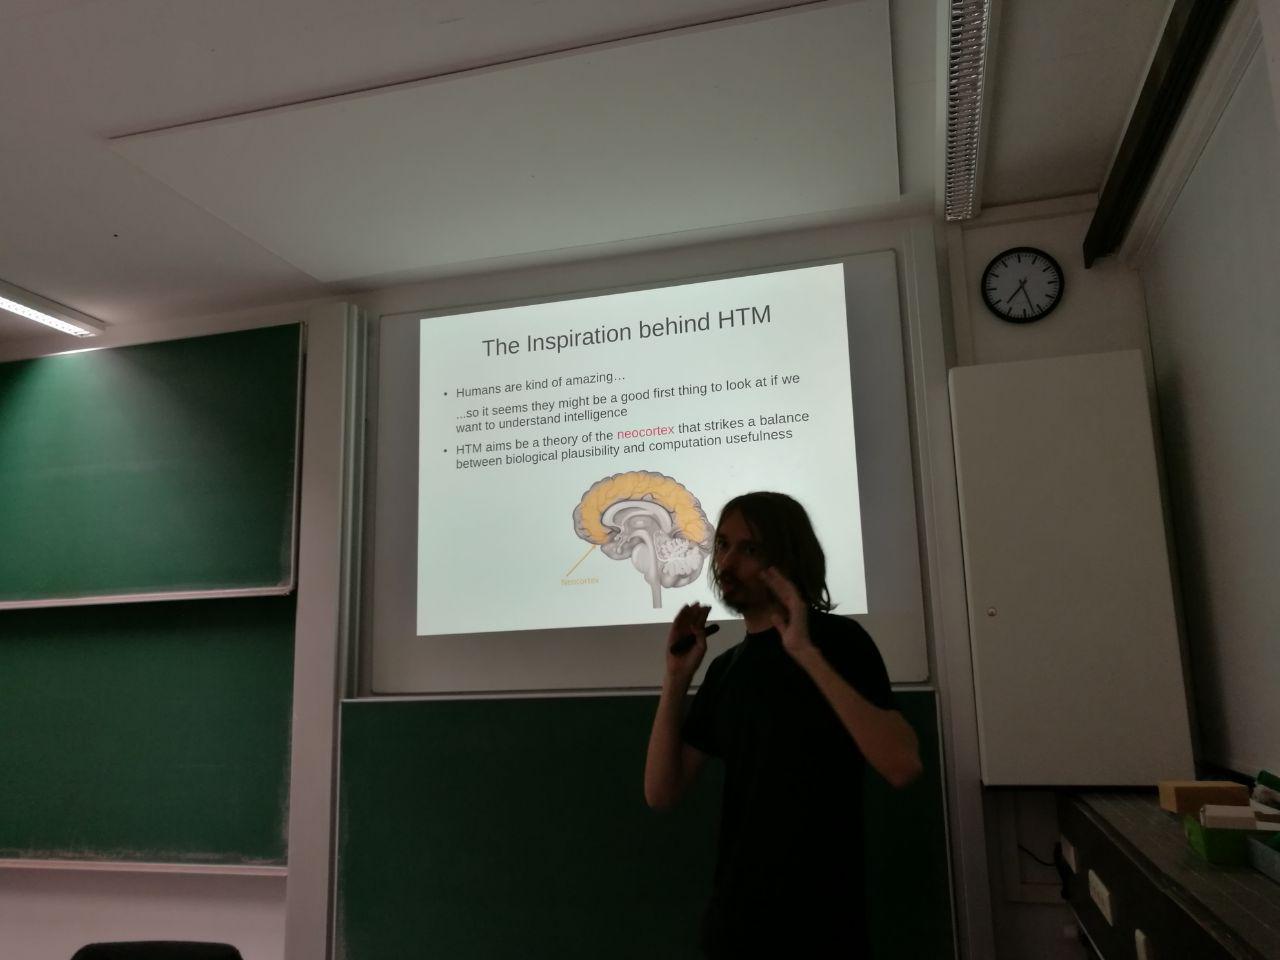 The Inspiration behind HTM
• Humans are kind of amazing…
…so it seems they might be a good first thing to look at if we
want to understand intelligence
• HTM aims be a theory of the neocortex that strikes a balance
between biological plausibility and computation usefulness
Neocortex